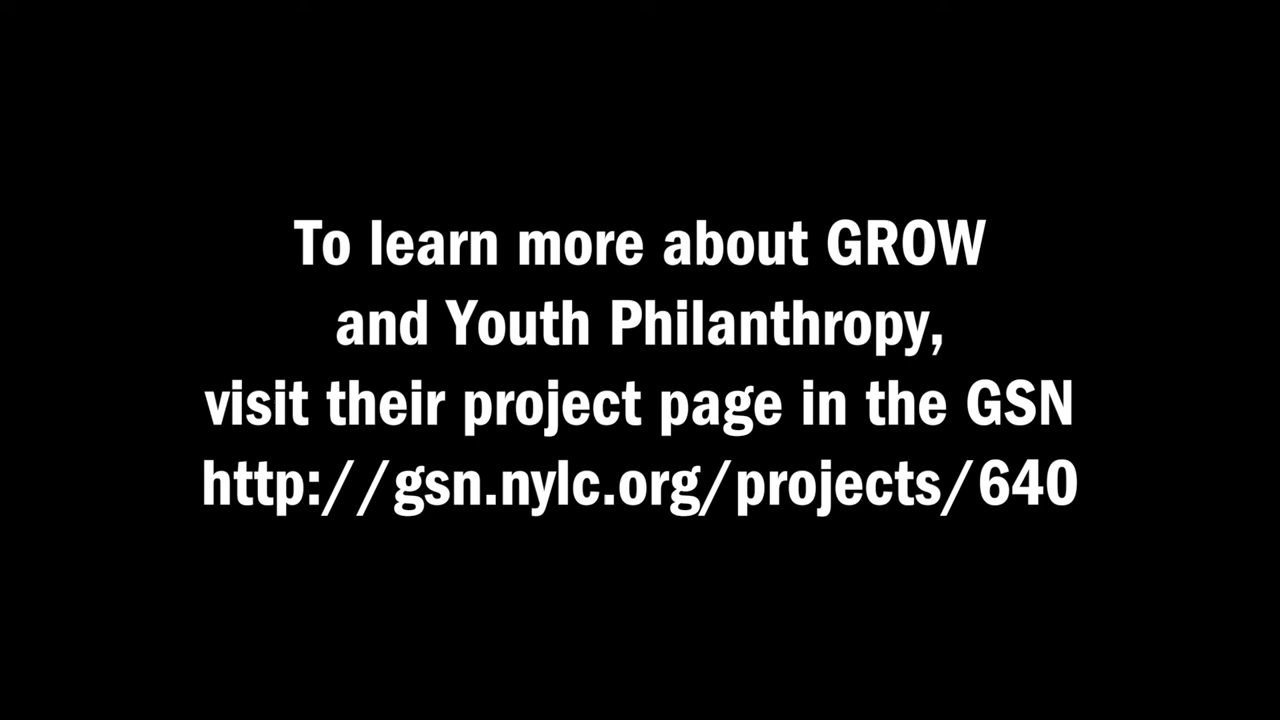 To learn more about GROW
and Youth Philanthropy,
visit their project page in the GSN
http://gsn.nylc.org/projects/640